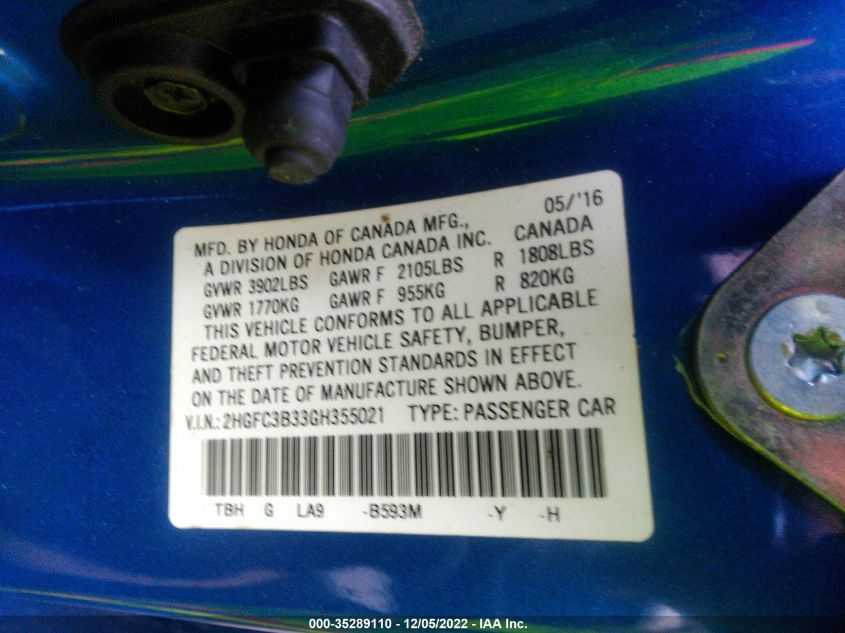 05/'16
MFD. BY HONDA OF CANADA MFG.,
A DIVISION OF HONDA CANADA INC. CANADA
GVWR 3902LBS GAWR F 2105LBS R 1808LBS
GVWR 1770KG GAWR F 955KG R 820KG
THIS VEHICLE CONFORMS TO ALL APPLICABLE
FEDERAL MOTOR VEHICLE SAFETY, BUMPER,
AND THEFT PREVENTION STANDARDS IN EFFECT
ON THE DATE OF MANUFACTURE SHOWN ABOVE.
V.I.N.: 2HGFC3B33GH355021 TYPE: PASSENGER CAR
TBH G LA9 -B593M -Y -H
000-35289110 - 12/05/2022 - IAA Inc.